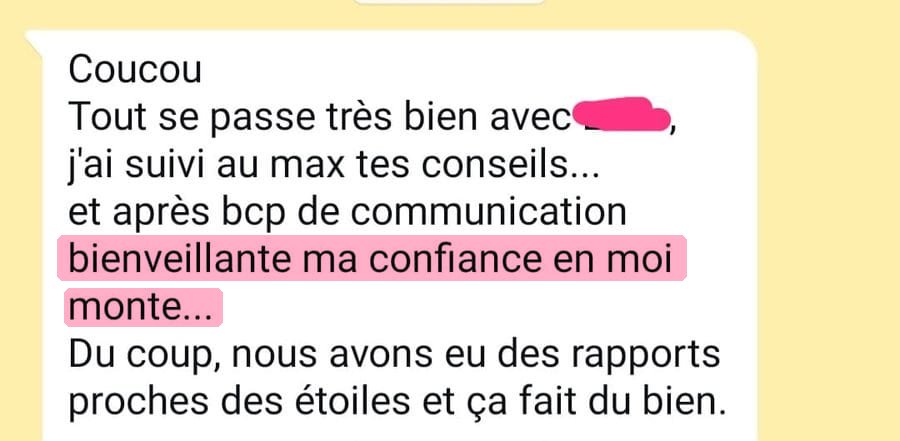 Coucou
Tout se passe très bien avec ,
j'ai suivi au max tes conseils...
et après bcp de communication
bienveillante ma confiance en moi
monte...
Du coup, nous avons eu des rapports
proches des étoiles et ça fait du bien.